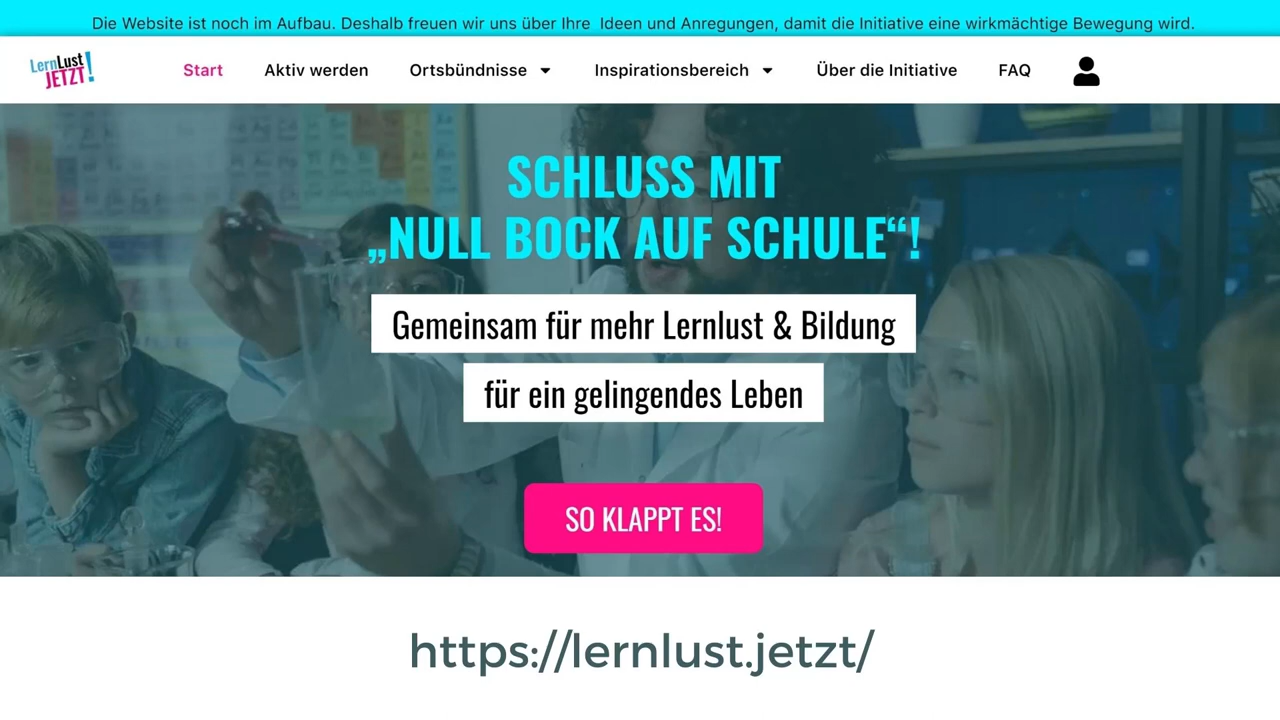 Die Website ist noch im Aufbau. Deshalb freuen wir uns über Ihre Ideen und Anregungen, damit die Initiative eine wirkmächtige Bewegung wird.
LernLust
JETZT!
Start
Aktiv werden
Ortsbündnisse
Inspirationsbereich
Über die Initiative
FAQ
SCHLUSS MIT
„NULL BOCK AUF SCHULE“!
Gemeinsam für mehr Lernlust & Bildung
für ein gelingendes Leben
SO KLAPPT ES!
https://lernlust.jetzt/